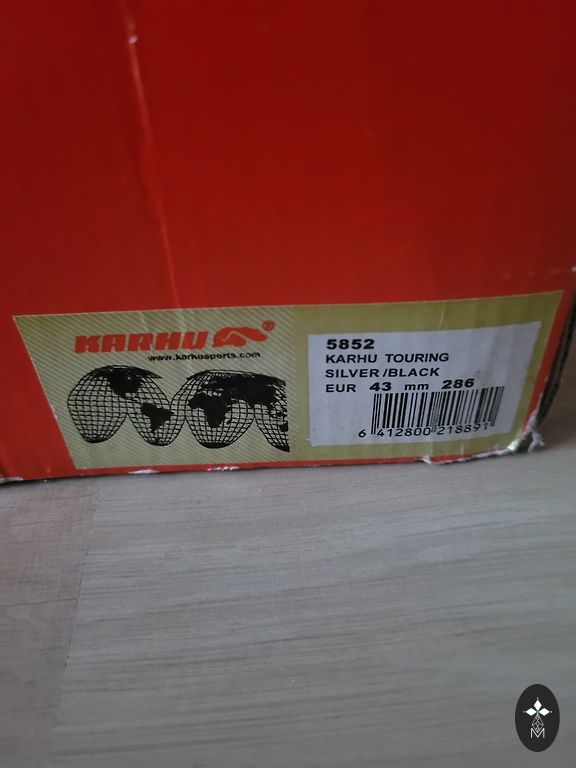 KARHU ®
www.karhusports.com
5852
KARHU TOURING
SILVER/BLACK
EUR 43 mm 286
6 412800 218891
M